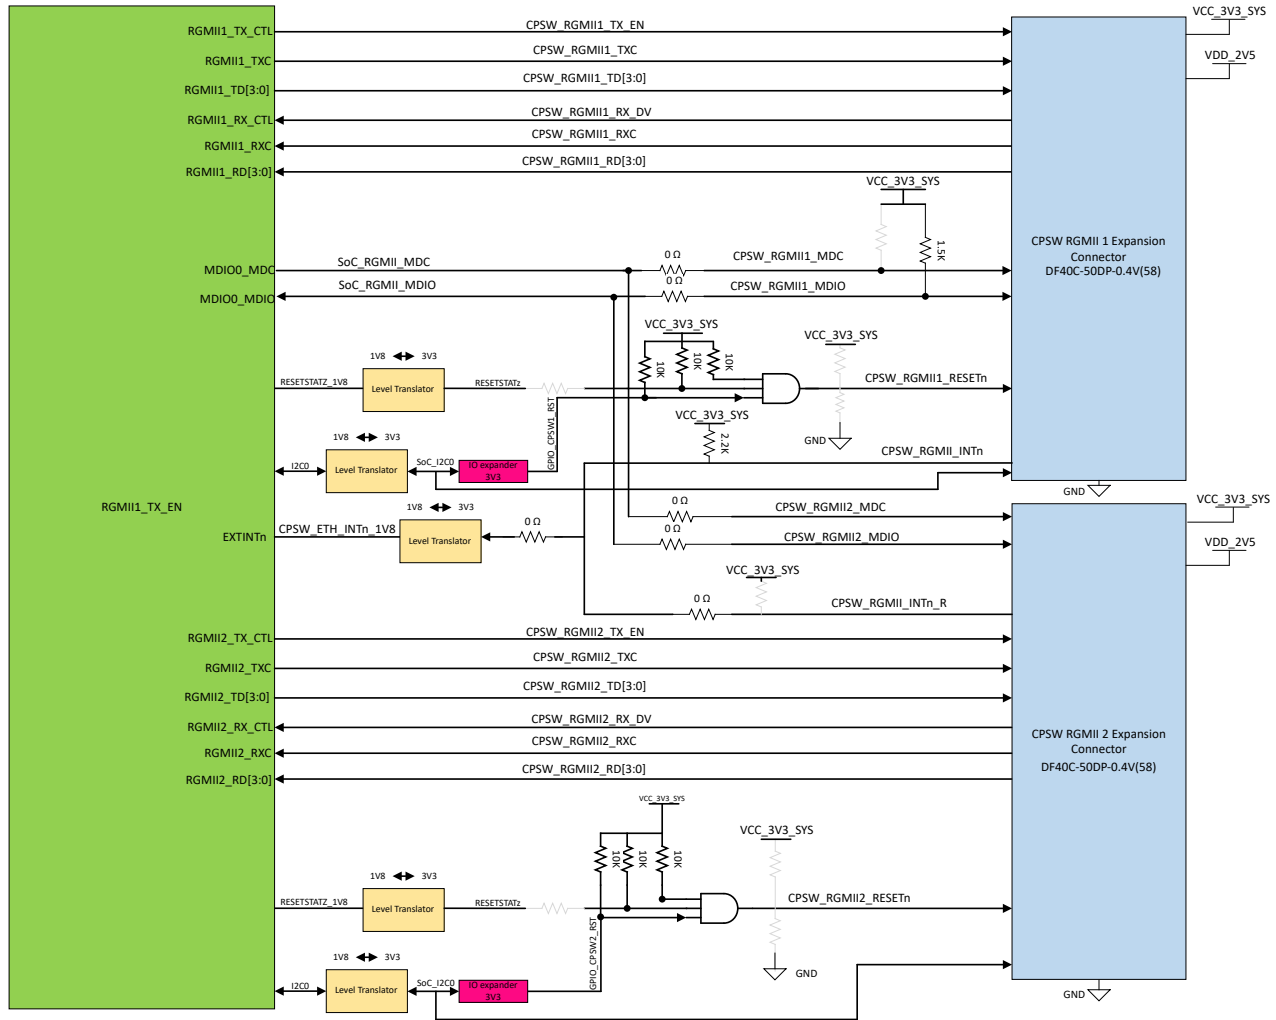 VCC_3V3_SYS
RGMII1_TX_CTL
CPSW_RGMII1_TX_EN
RGMII1_TXC
CPSW_RGMII1_TXC
VDD_2V5
RGMII1_TD[3:0]
CPSW_RGMII1_TD[3:0]
RGMII1_RX_CTL
CPSW_RGMII1_RX_DV
RGMII1_RXC
CPSW_RGMII1_RXC
RGMII1_RD[3:0]
CPSW_RGMII1_RD[3:0]
VCC_3V3_SYS
1.5K
CPSW RGMII 1 Expansion
Connector
DF40C-50DP-0.4V(58)
MDIO0_MDC
SoC_RGMII_MDC
0 Ω
CPSW_RGMII1_MDC
MDIO0_MDIO
SoC_RGMII_MDIO
0 Ω
CPSW_RGMII1_MDIO
VCC_3V3_SYS
VCC_3V3_SYS
10K
10K
10K
1V8
3V3
RESETSTATZ_1V8
Level Translator
RESETSTATz
CPSW_RGMII1_RESETn
GPIO_CPSW1_RST
VCC_3V3_SYS
2.2K
GND
1V8
3V3
I2C0
Level Translator
SoC_I2C0
IO expander
3V3
CPSW_RGMII_INTn
GND
RGMII1_TX_EN
1V8
3V3
EXTINTn
CPSW_ETH_INTn_1V8
Level Translator
0 Ω
0 Ω
CPSW_RGMII2_MDC
0 Ω
CPSW_RGMII2_MDIO
VCC_3V3_SYS
VDD_2V5
VCC_3V3_SYS
0 Ω
CPSW_RGMII_INTn_R
RGMII2_TX_CTL
CPSW_RGMII2_TX_EN
RGMII2_TXC
CPSW_RGMII2_TXC
RGMII2_TD[3:0]
CPSW_RGMII2_TD[3:0]
RGMII2_RX_CTL
CPSW_RGMII2_RX_DV
RGMII2_RXC
CPSW_RGMII2_RXC
RGMII2_RD[3:0]
CPSW_RGMII2_RD[3:0]
CPSW RGMII 2 Expansion
Connector
DF40C-50DP-0.4V(58)
VCC_3V3_SYS
VCC_3V3_SYS
10K
10K
10K
1V8
3V3
RESETSTATZ_1V8
Level Translator
RESETSTATz
CPSW_RGMII2_RESETn
GPIO_CPSW2_RST
GND
1V8
3V3
I2C0
Level Translator
SoC_I2C0
IO expander
3V3
GND